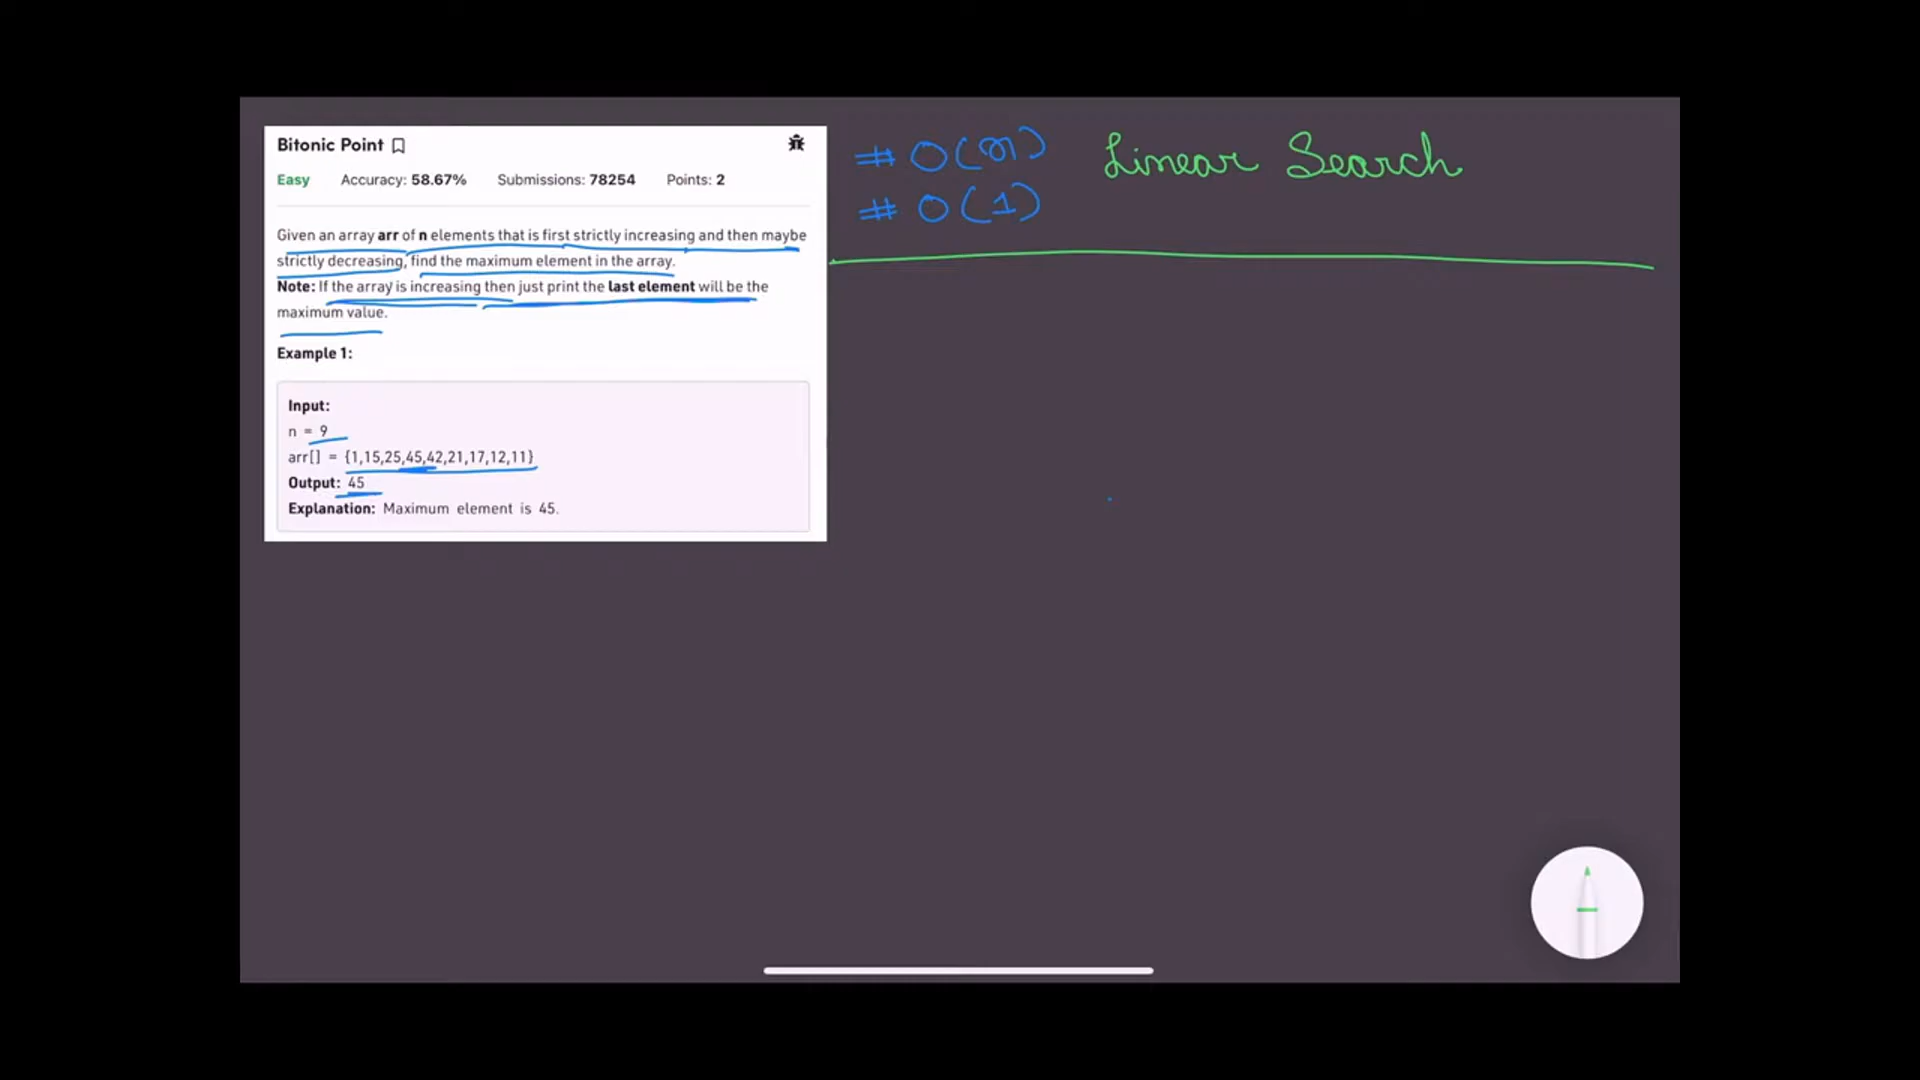 Bitonic Point
Easy Accuracy: 58.67% Submissions: 78254 Points: 2
Given an array arr of n elements that is first strictly increasing and then maybe
strictly decreasing, find the maximum element in the array.
Note: If the array is increasing then just print the last element will be the
maximum value.
Example 1:
Input:
n = 9
arr[] = {1,15,25,45,42,21,17,12,11}
Output: 45
Explanation: Maximum element is 45.
# O(n) Linear Search
# O(1)